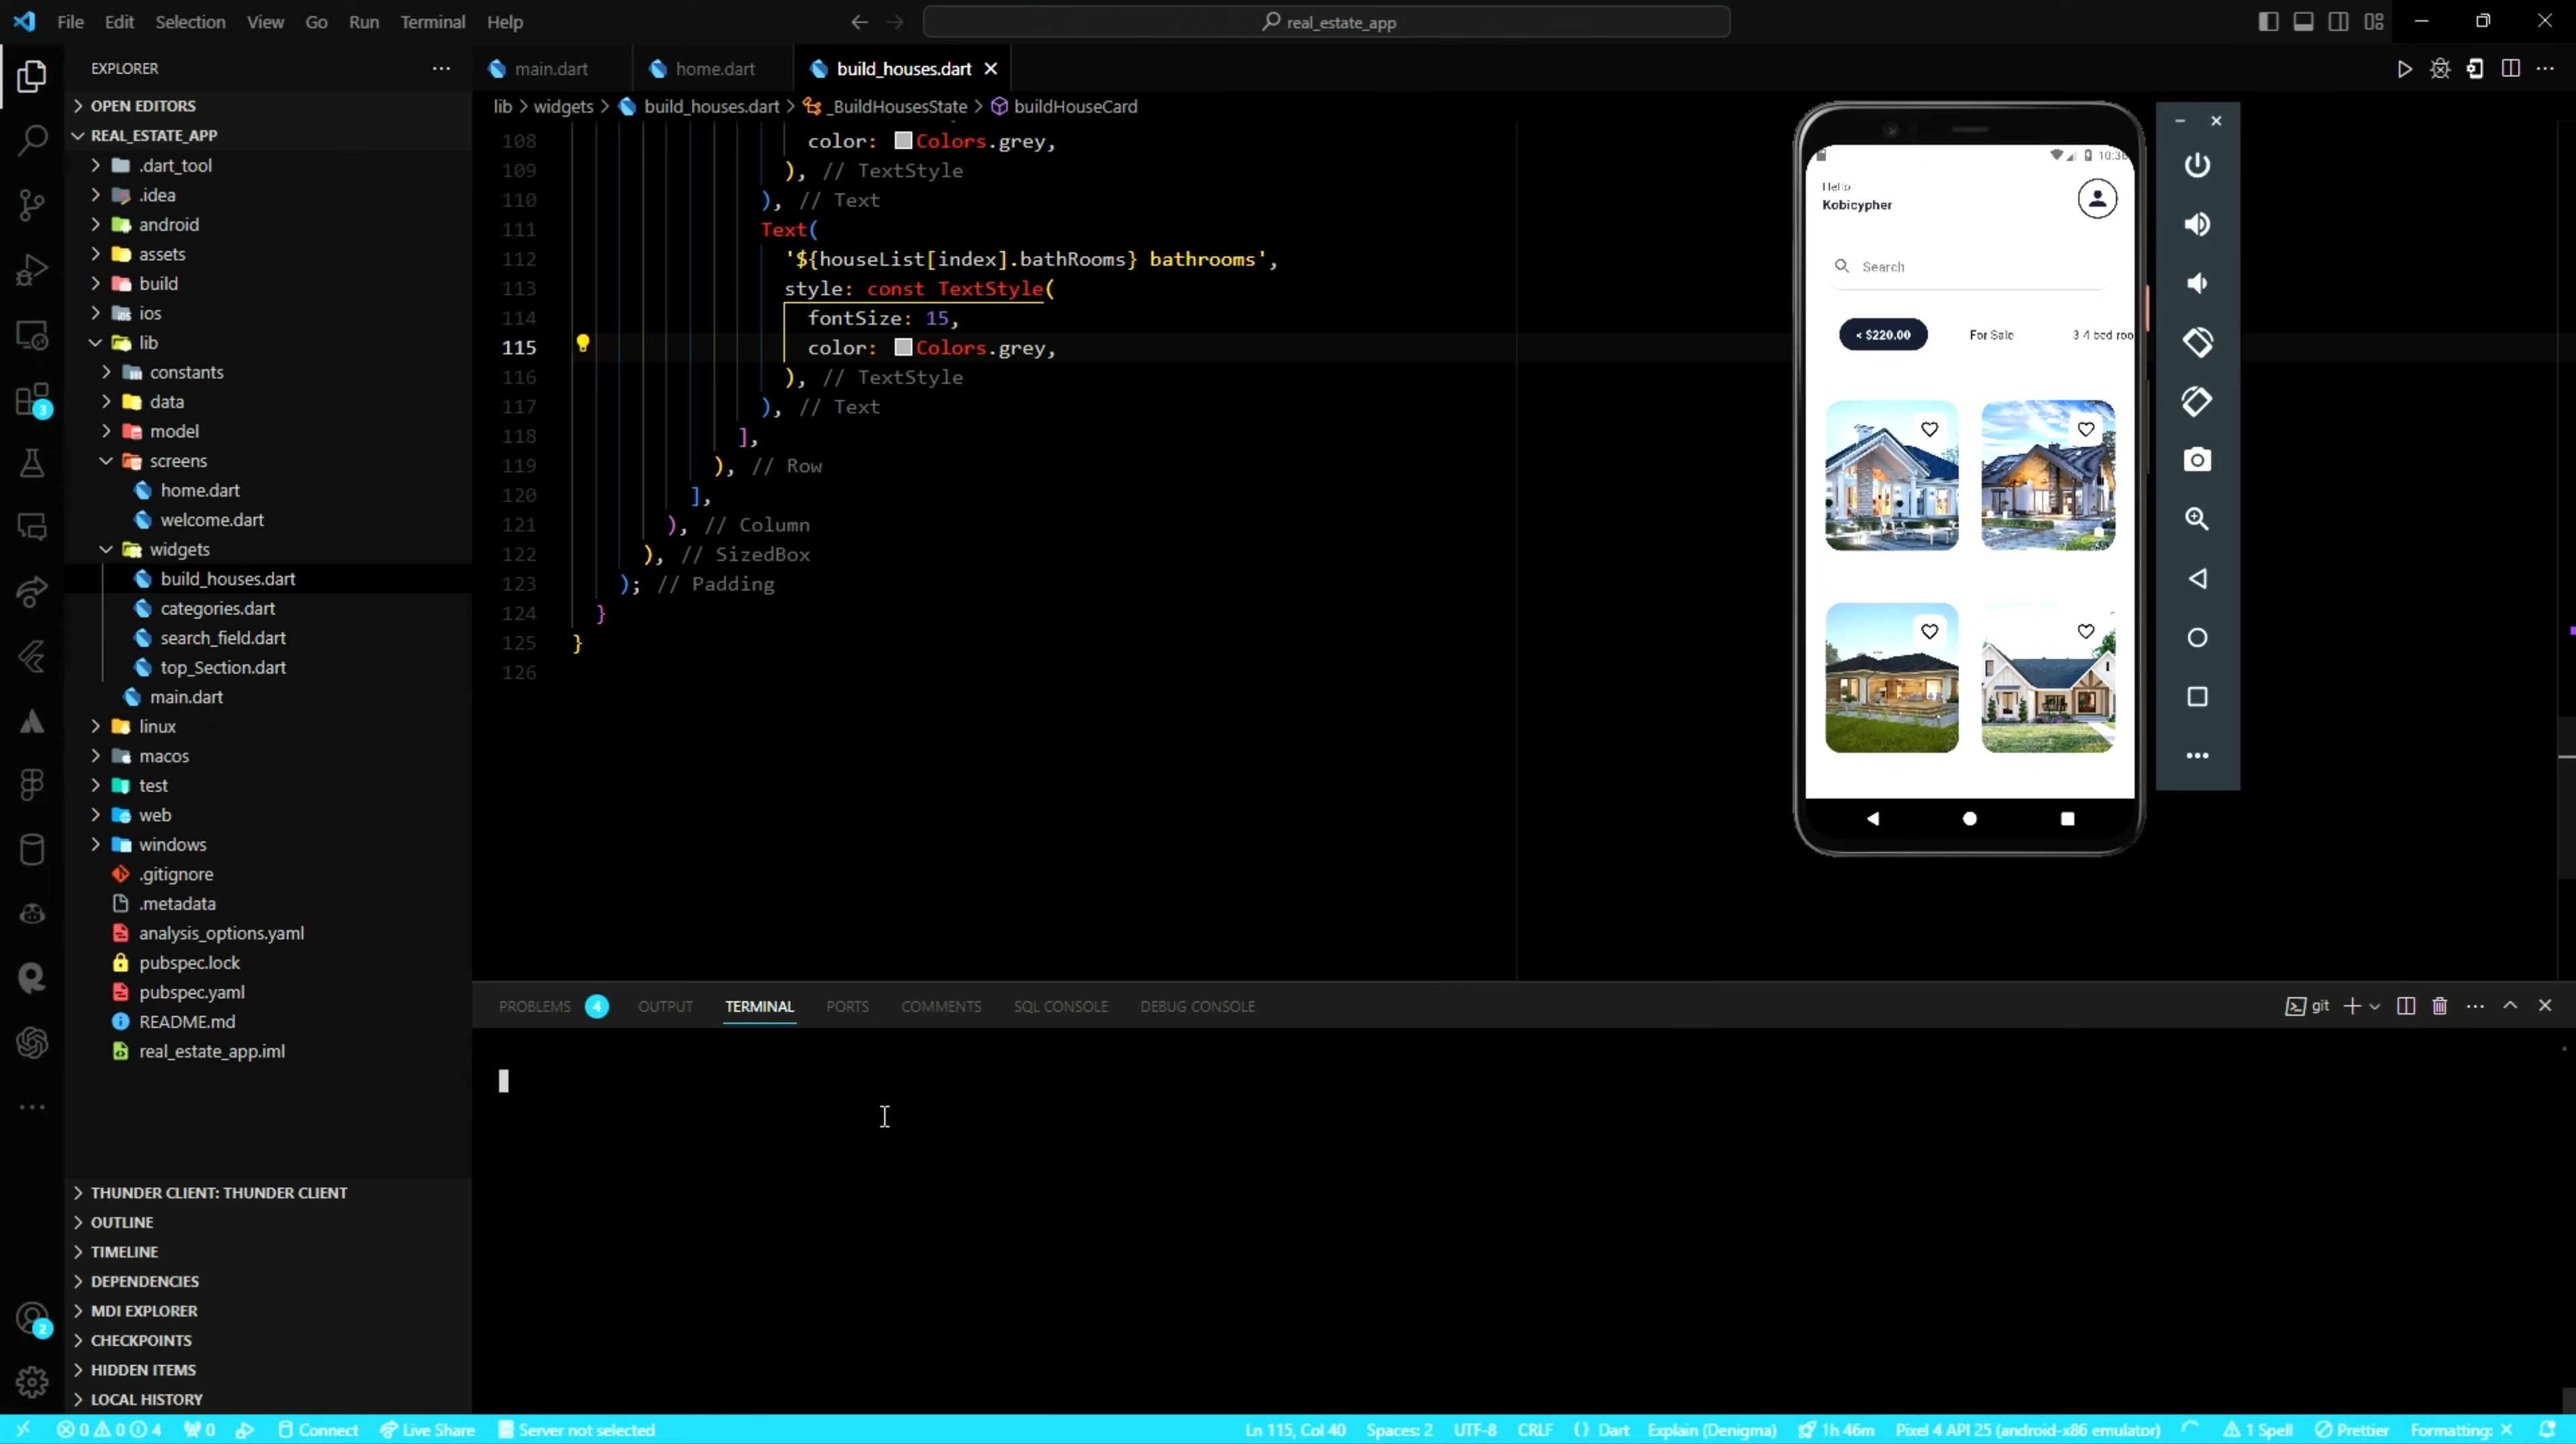 File Edit Selection View Go Run Terminal Help
real_estate_app
EXPLORER
main.dart
home.dart
build_houses.dart
OPEN EDITORS
lib > widgets > build_houses.dart > _BuildHousesState > buildHouseCard
REAL_ESTATE_APP
.dart_tool
.idea
android
assets
build
ios
lib
constants
data
model
screens
home.dart
welcome.dart
widgets
build_houses.dart
categories.dart
search_field.dart
top_Section.dart
main.dart
linux
macos
test
web
windows
.gitignore
.metadata
analysis_options.yaml
pubspec.lock
pubspec.yaml
README.md
real_estate_app.iml
THUNDER CLIENT: THUNDER CLIENT
OUTLINE
TIMELINE
DEPENDENCIES
MDI EXPLORER
CHECKPOINTS
HIDDEN ITEMS
LOCAL HISTORY
3
2
108 color: Colors.grey,
109 ), // TextStyle
110 ), // Text
111 Text(
112 '${houseList[index].bathRooms} bathrooms',
113 style: const TextStyle(
114 fontSize: 15,
115 color: Colors.grey,
116 ), // TextStyle
117 ), // Text
118 ],
119 ), // Row
120 ],
121 ), // Column
122 ), // SizedBox
123 ); // Padding
124 }
125 }
126
Hello
Kobicypher
Search
< $220.00 For Sale
PROBLEMS 4 OUTPUT TERMINAL PORTS COMMENTS SQL CONSOLE DEBUG CONSOLE
git
0 0 4 0 Connect Live Share Server not selected
Ln 115, Col 40 Spaces: 2 UTF-8 CRLF {} Dart Explain (Denigma) 1h 46m Pixel 4 API 25 (android-x86 emulator) 1 Spell Prettier Formatting: ×